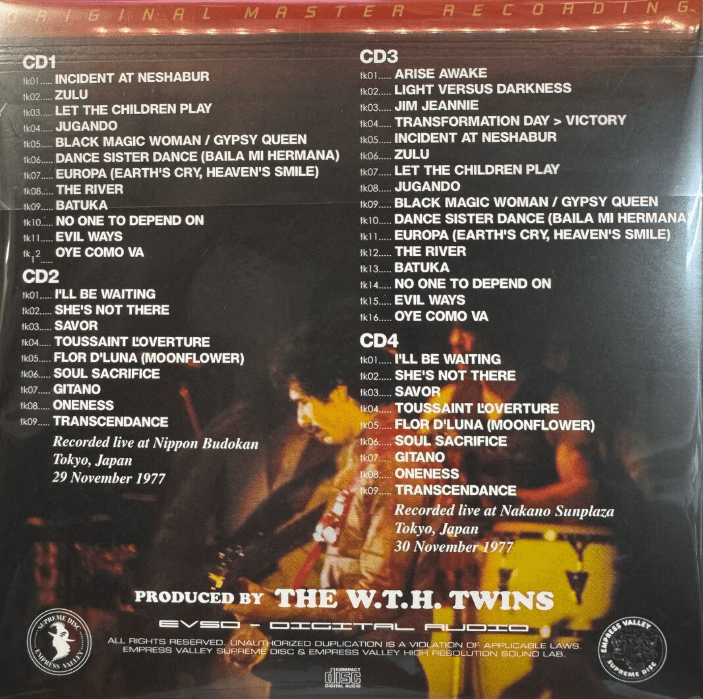 ORIGINAL MASTER RECORDING
CD1
tk01..... INCIDENT AT NESHABUR
tk02..... ZULU
tk03..... LET THE CHILDREN PLAY
tk04..... JUGANDO
tk05..... BLACK MAGIC WOMAN / GYPSY QUEEN
tk06..... DANCE SISTER DANCE (BAILA MI HERMANA)
tk07..... EUROPA (EARTH'S CRY, HEAVEN'S SMILE)
tk08..... THE RIVER
tk09..... BATUKA
tk10..... NO ONE TO DEPEND ON
tk11..... EVIL WAYS
tk12 OYE COMO VA
CD2
tk01..... I'LL BE WAITING
tk02..... SHE'S NOT THERE
tk03..... SAVOR
tk04..... TOUSSAINT L'OVERTURE
tk05..... FLOR D'LUNA (MOONFLOWER)
tk06..... SOUL SACRIFICE
tk07..... GITANO
tk08..... ONENESS
tk09..... TRANSCENDANCE
Recorded live at Nippon Budokan
Tokyo, Japan
29 November 1977
CD3
tk01..... ARISE AWAKE
tk02..... LIGHT VERSUS DARKNESS
tk03..... JIM JEANNIE
tk04..... TRANSFORMATION DAY > VICTORY
tk05..... INCIDENT AT NESHABUR
tk06..... ZULU
tk07..... LET THE CHILDREN PLAY
tk08..... JUGANDO
tk09..... BLACK MAGIC WOMAN / GYPSY QUEEN
tk10..... DANCE SISTER DANCE (BAILA MI HERMANA)
tk11..... EUROPA (EARTH'S CRY, HEAVEN'S SMILE)
tk12..... THE RIVER
tk13..... BATUKA
tk14..... NO ONE TO DEPEND ON
tk15..... EVIL WAYS
tk16..... OYE COMO VA
CD4
tk01..... I'LL BE WAITING
tk02..... SHE'S NOT THERE
tk03..... SAVOR
tk04..... TOUSSAINT L'OVERTURE
tk05..... FLOR D'LUNA (MOONFLOWER)
tk06..... SOUL SACRIFICE
tk07..... GITANO
tk08..... ONENESS
tk09..... TRANSCENDANCE
Recorded live at Nakano Sunplaza
Tokyo, Japan
30 November 1977
PRODUCED BY THE W.T.H. TWINS
EVSD - DIGITAL AUDIO
ALL RIGHTS RESERVED. UNAUTHORIZED DUPLICATION IS A VIOLATION OF APPLICABLE LAWS.
EMPRESS VALLEY SUPREME DISC & EMPRESS VALLEY HIGH RESOLUTION SOUND LAB.
SUPREME DISC
EMPRESS VALLEY
EMPRESS VALLEY
SUPREME DISC
COMPACT
disc
DIGITAL AUDIO